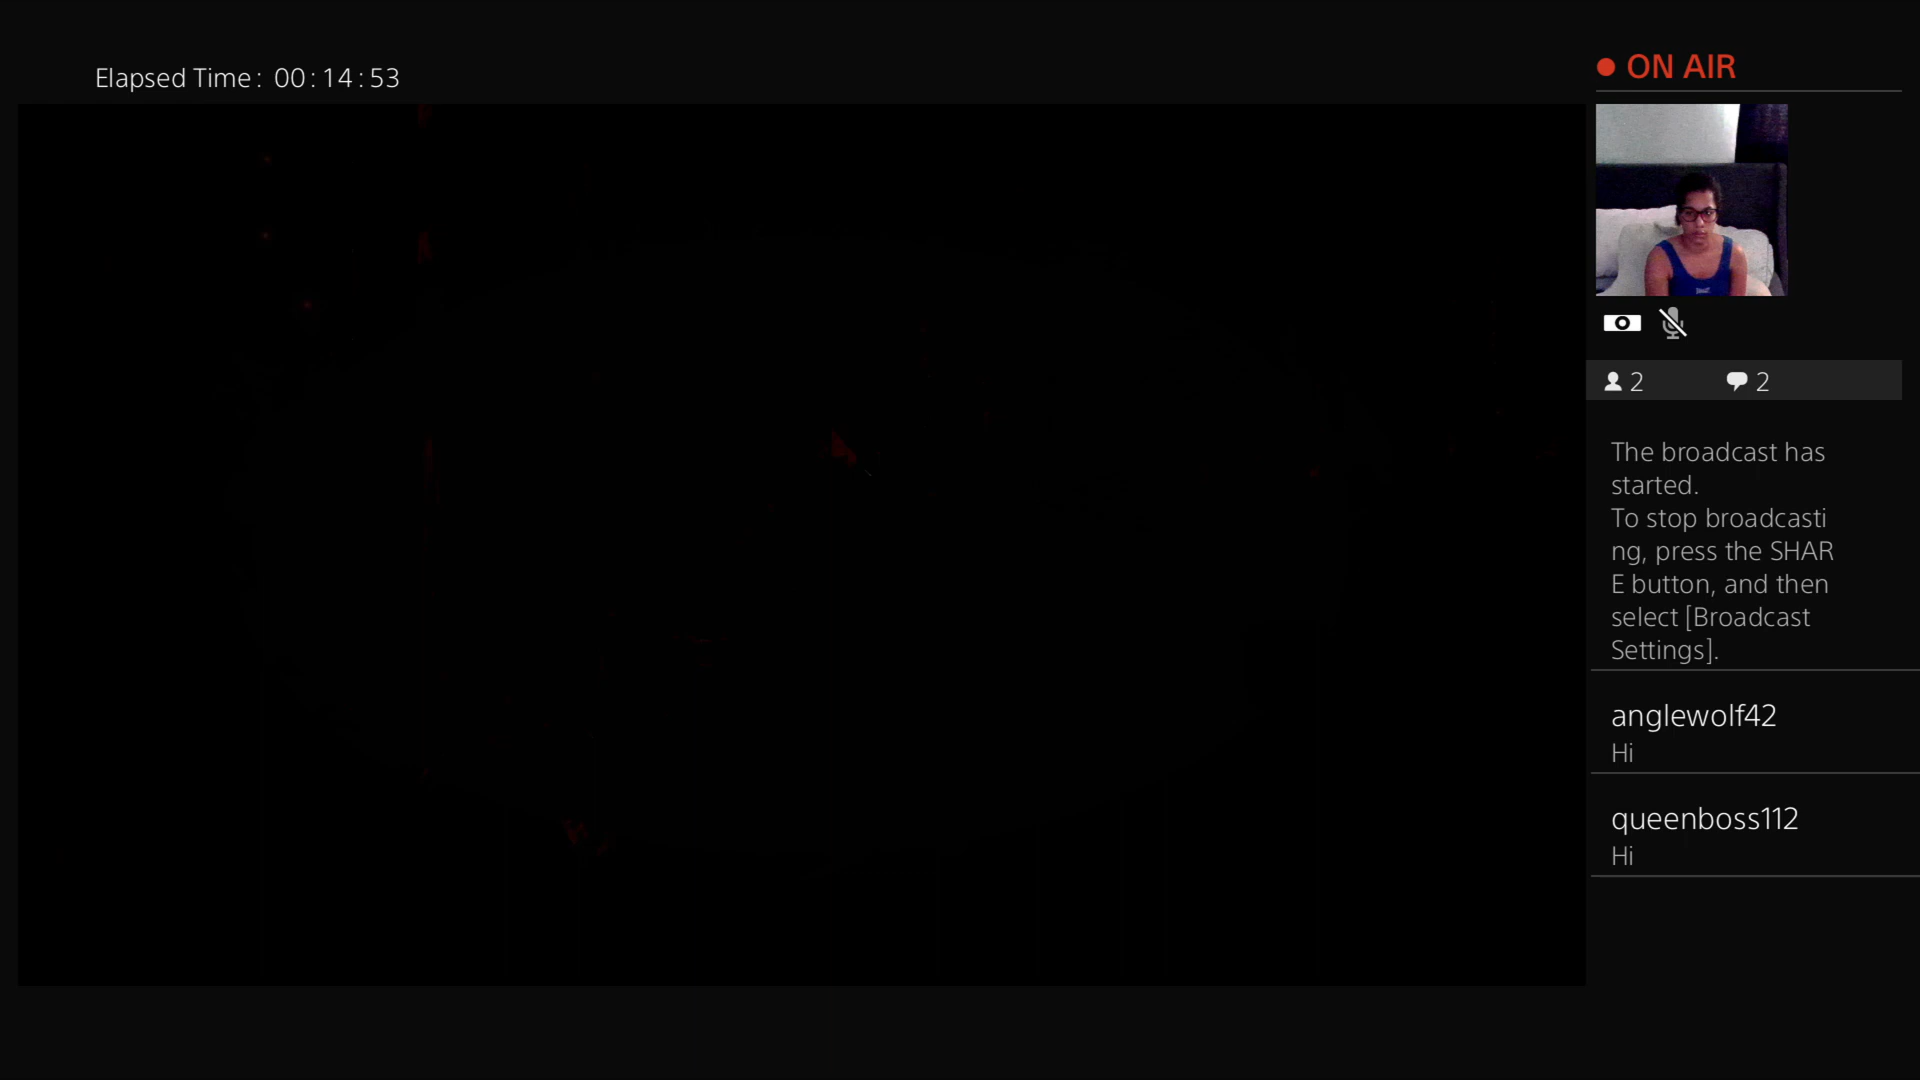 Elapsed Time: 00:14:53
ON AIR
2 2
The broadcast has
started.
To stop broadcasti
ng, press the SHAR
E button, and then
select [Broadcast
Settings].
anglewolf42
Hi
queenboss112
Hi